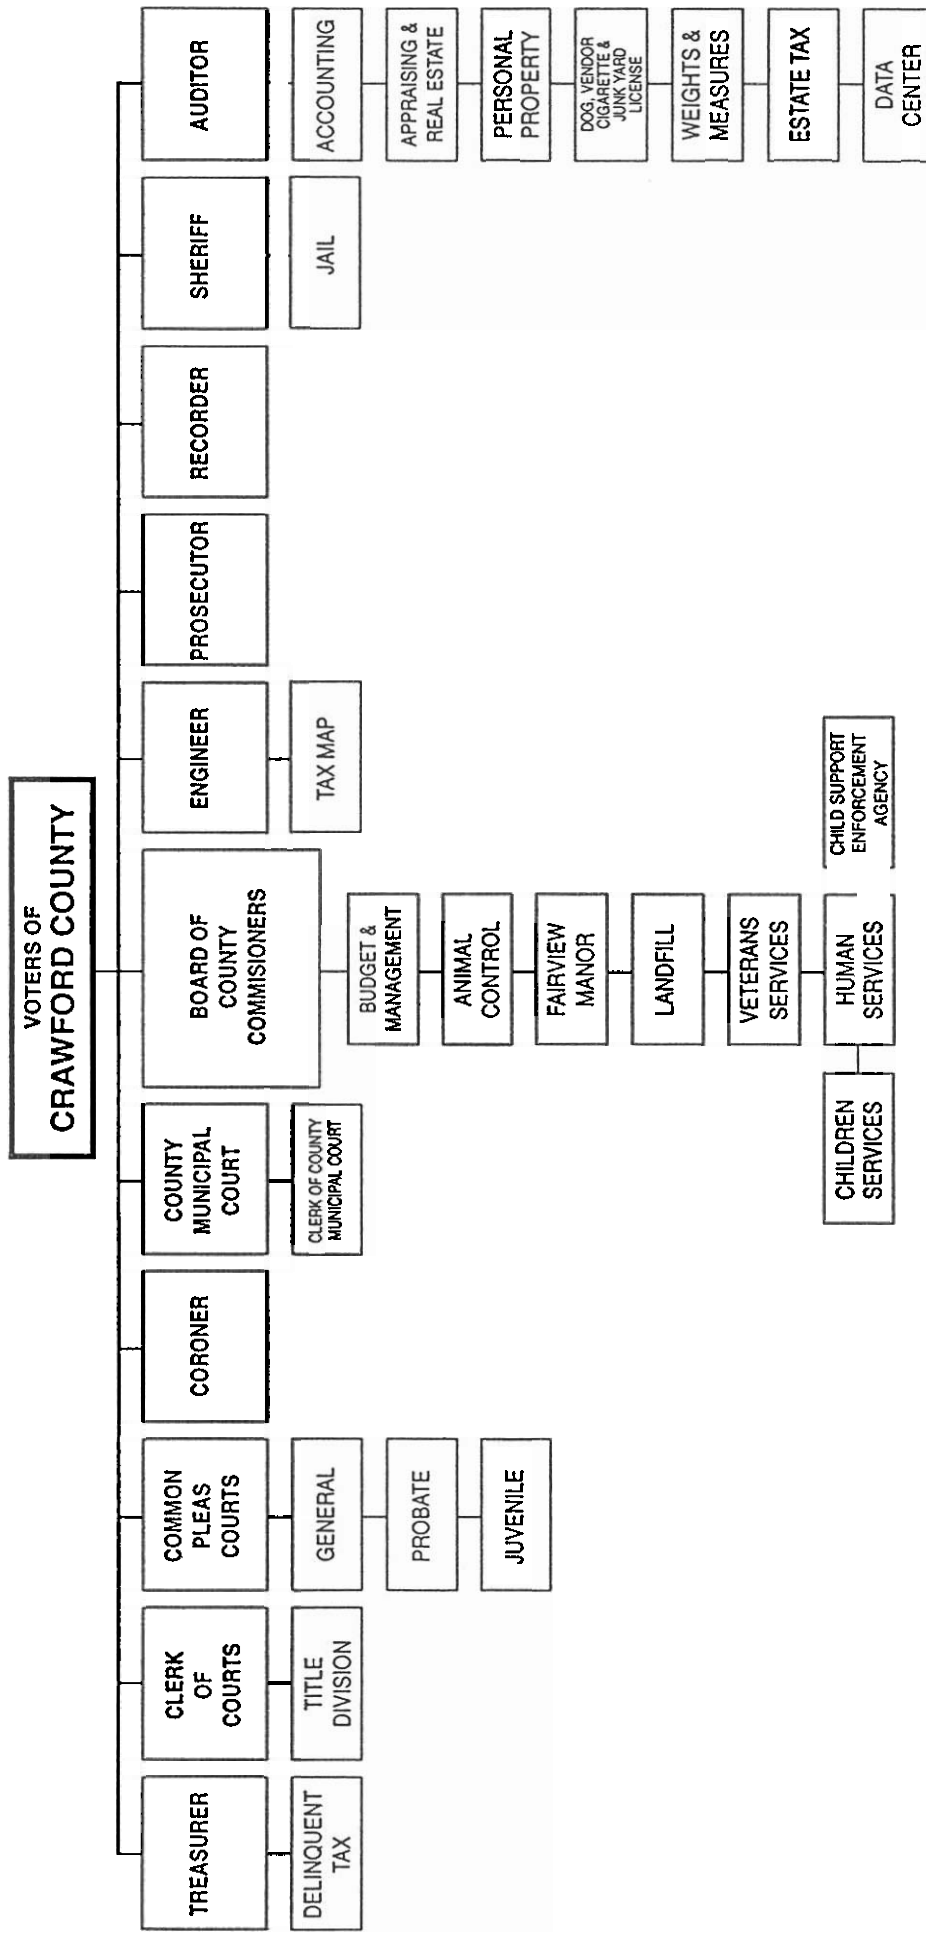 VOTERS OF
CRAWFORD COUNTY
TREASURER
DELINQUENT
TAX
CLERK
OF
COURTS
TITLE
DIVISION
COMMON
PLEAS
COURTS
GENERAL
PROBATE
JUVENILE
CORONER
COUNTY
MUNICIPAL
COURT
CLERK OF COUNTY
MUNICIPAL COURT
BOARD OF
COUNTY
COMMISIONERS
BUDGET &
MANAGEMENT
ANIMAL
CONTROL
FAIRVIEW
MANOR
LANDFILL
VETERANS
SERVICES
CHILDREN
SERVICES
HUMAN
SERVICES
CHILD SUPPORT
ENFORCEMENT
AGENCY
ENGINEER
TAX MAP
PROSECUTOR
RECORDER
SHERIFF
JAIL
AUDITOR
ACCOUNTING
APPRAISING &
REAL ESTATE
PERSONAL
PROPERTY
DOG, VENDOR
CIGARETTE &
JUNK YARD
LICENSE
WEIGHTS &
MEASURES
ESTATE TAX
DATA
CENTER